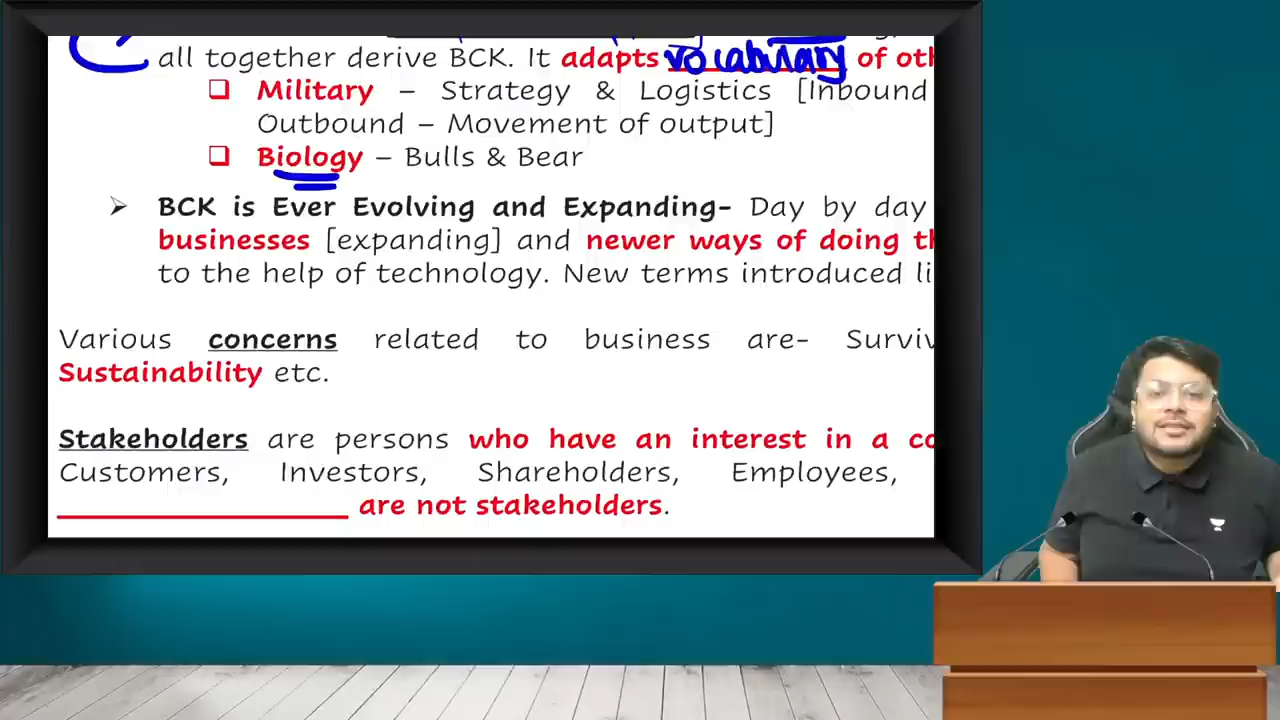 all together derive BCK. It adapts vocabulary of oth
Military – Strategy & Logistics [Inbound
Outbound – Movement of output]
Biology – Bulls & Bear
BCK is Ever Evolving and Expanding- Day by day
businesses [expanding] and newer ways of doing th
to the help of technology. New terms introduced li
Various concerns related to business are- Surviv
Sustainability etc.
Stakeholders are persons who have an interest in a co
Customers, Investors, Shareholders, Employees,
____________________ are not stakeholders.